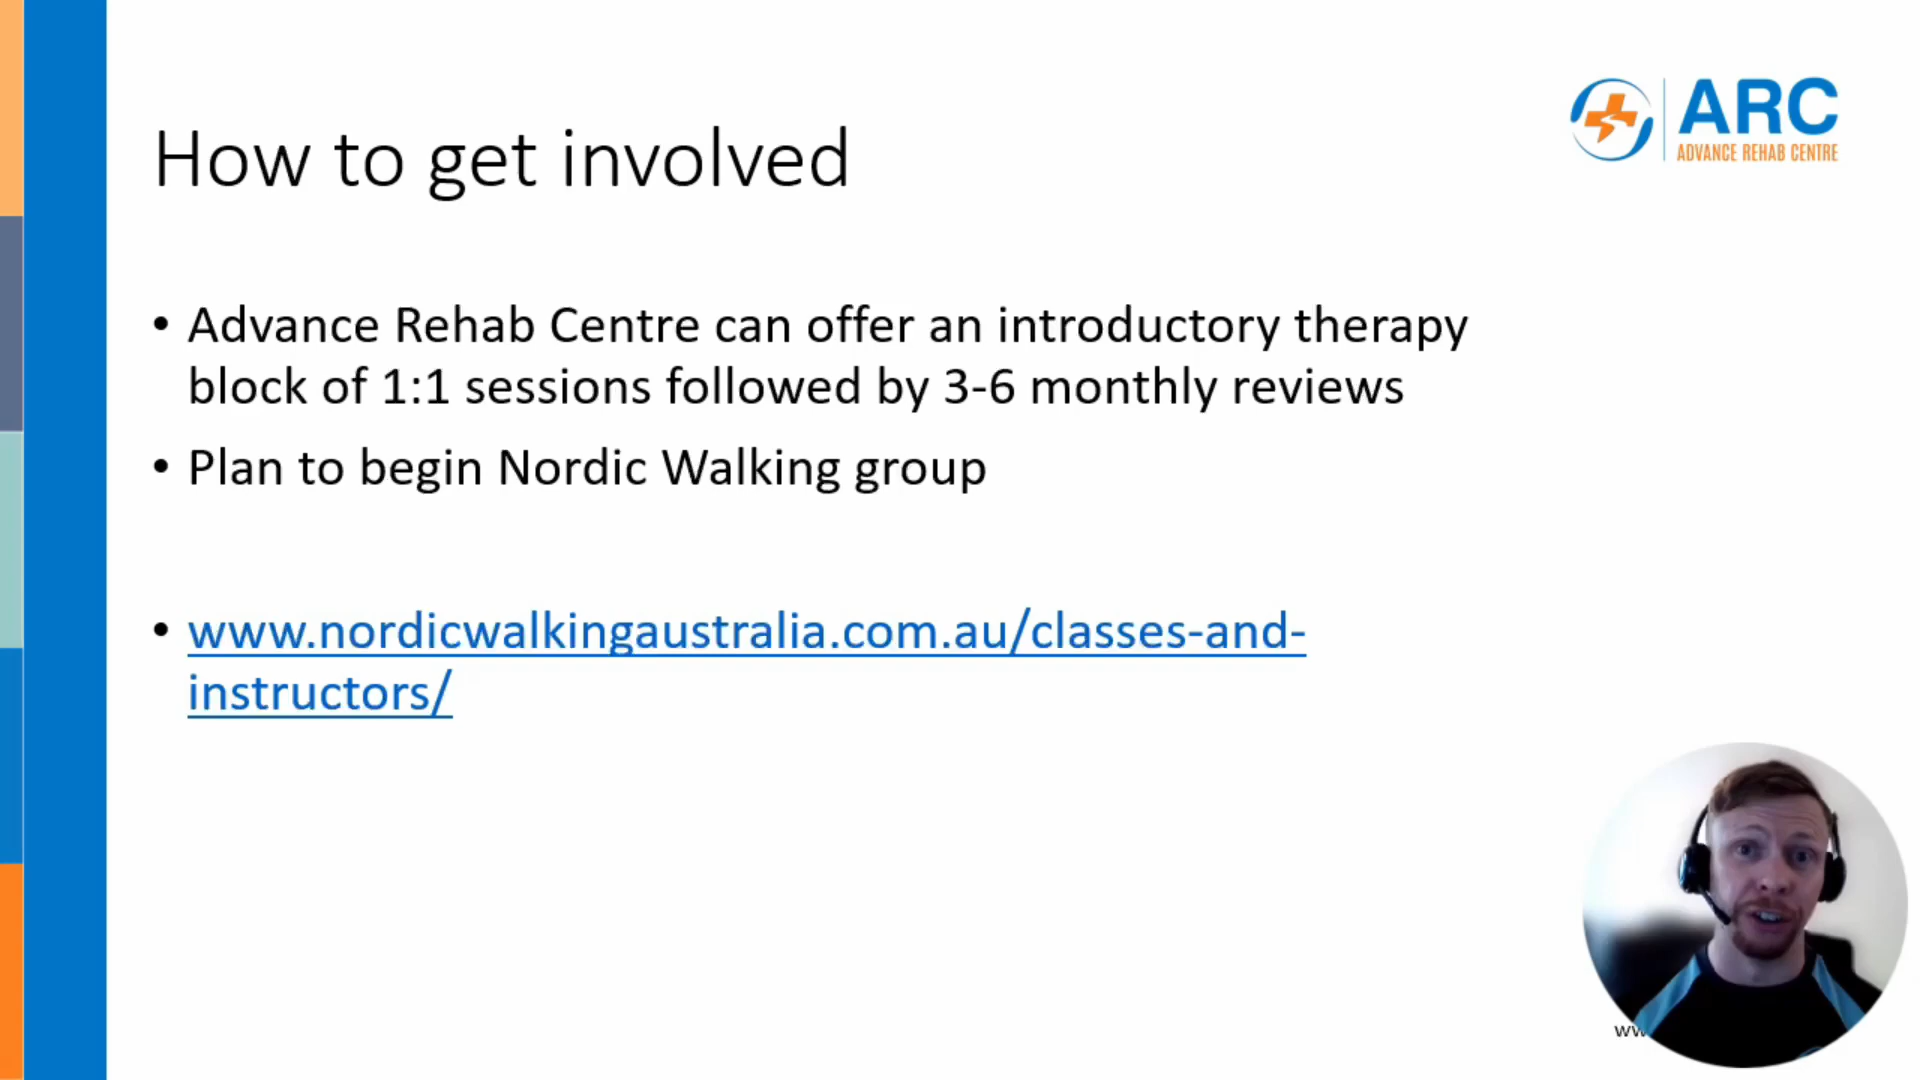 ARC
ADVANCE REHAB CENTRE
How to get involved
• Advance Rehab Centre can offer an introductory therapy
block of 1:1 sessions followed by 3-6 monthly reviews
• Plan to begin Nordic Walking group
• www.nordicwalkingaustralia.com.au/classes-and-
instructors/